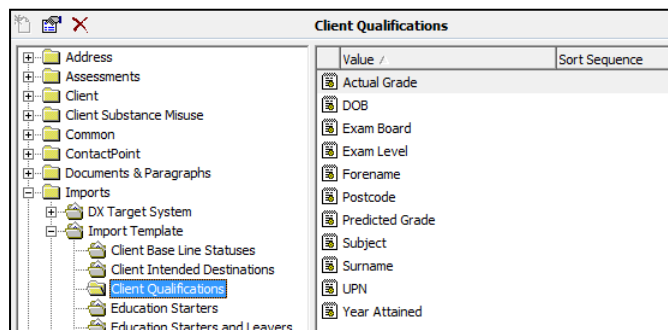 Client Qualifications
Address
Assessments
Client
Client Substance Misuse
Common
ContactPoint
Documents & Paragraphs
Imports
DX Target System
Import Template
Client Base Line Statuses
Client Intended Destinations
Client Qualifications
Education Starters
Education Starters and Leavers
Value
Sort Sequence
Actual Grade
DOB
Exam Board
Exam Level
Forename
Postcode
Predicted Grade
Subject
Surname
UPN
Year Attained